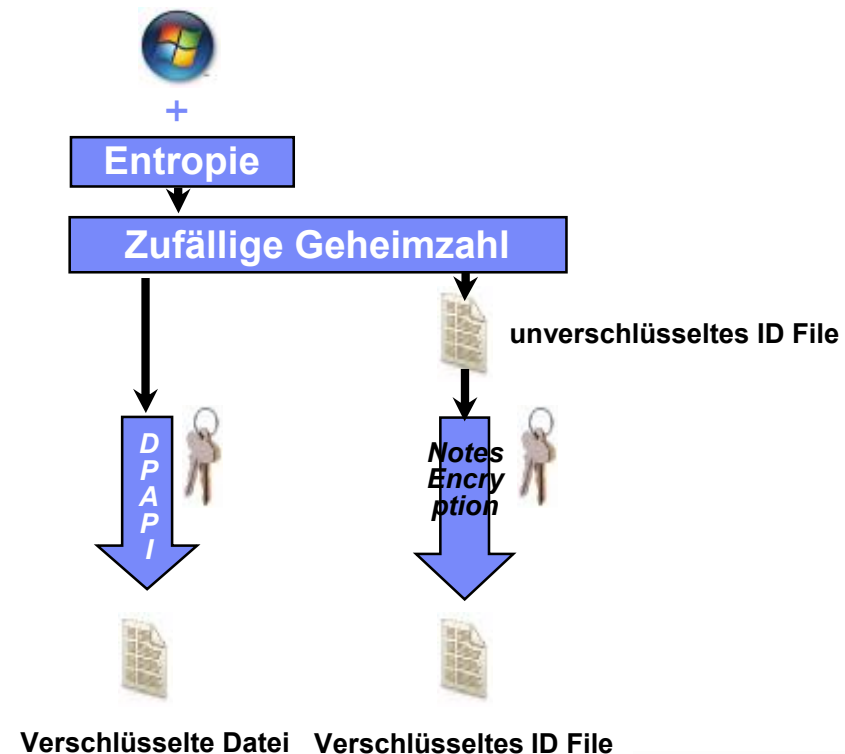 +
Entropie
Zufällige Geheimzahl
unverschlüsseltes ID File
D
P
A
P
I
Notes
Encry
ption
Verschlüsselte Datei
Verschlüsseltes ID File